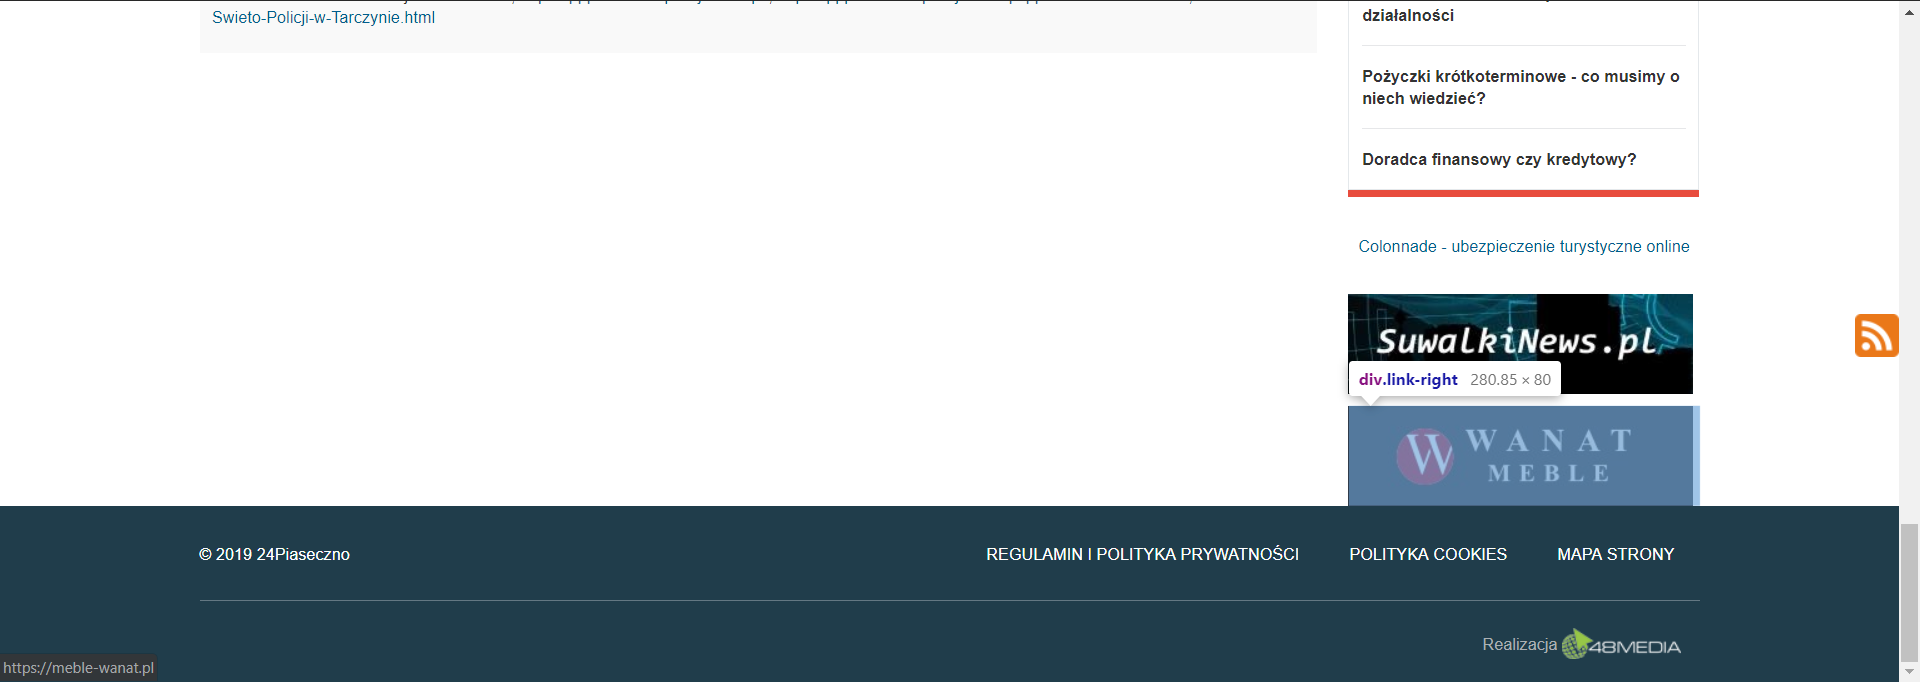 Swieto-Policji-w-Tarczynie.html
działalności
Pożyczki krótkoterminowe - co musimy o
niech wiedzieć?
Doradca finansowy czy kredytowy?
Colonnade - ubezpieczenie turystyczne online
SuwalkiNews.pl
div.link-right 280.85 × 80
W WANAT
MEBLE
© 2019 24Piaseczno
REGULAMIN I POLITYKA PRYWATNOŚCI
POLITYKA COOKIES
MAPA STRONY
Realizacja 48MEDIA
https://meble-wanat.pl